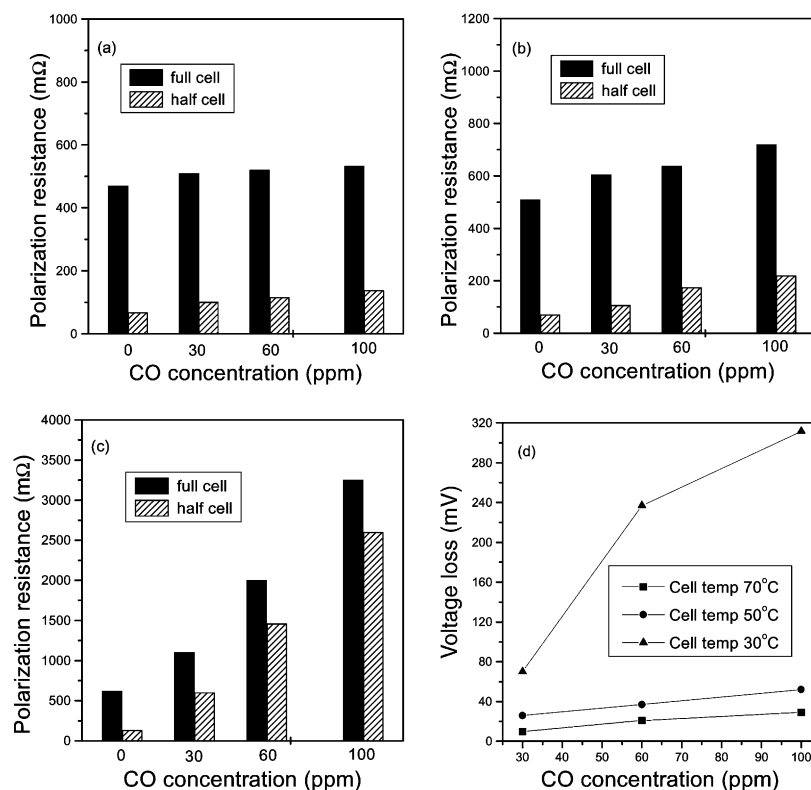 (a)
Polarization resistance (mΩ)
1000
800
600
400
200
0
full cell
half cell
0 30 60 100
CO concentration (ppm)
(b)
Polarization resistance (mΩ)
1200
1000
800
600
400
200
0
full cell
half cell
0 30 60 100
CO concentration (ppm)
(c)
Polarization resistance (mΩ)
4000
3500
3000
2500
2000
1500
1000
500
0
full cell
half cell
0 30 60 100
CO concentration (ppm)
(d)
Voltage loss (mV)
320
280
240
200
160
120
80
40
0
Cell temp 70°C
Cell temp 50°C
Cell temp 30°C
30 40 50 60 70 80 90 100
CO concentration (ppm)